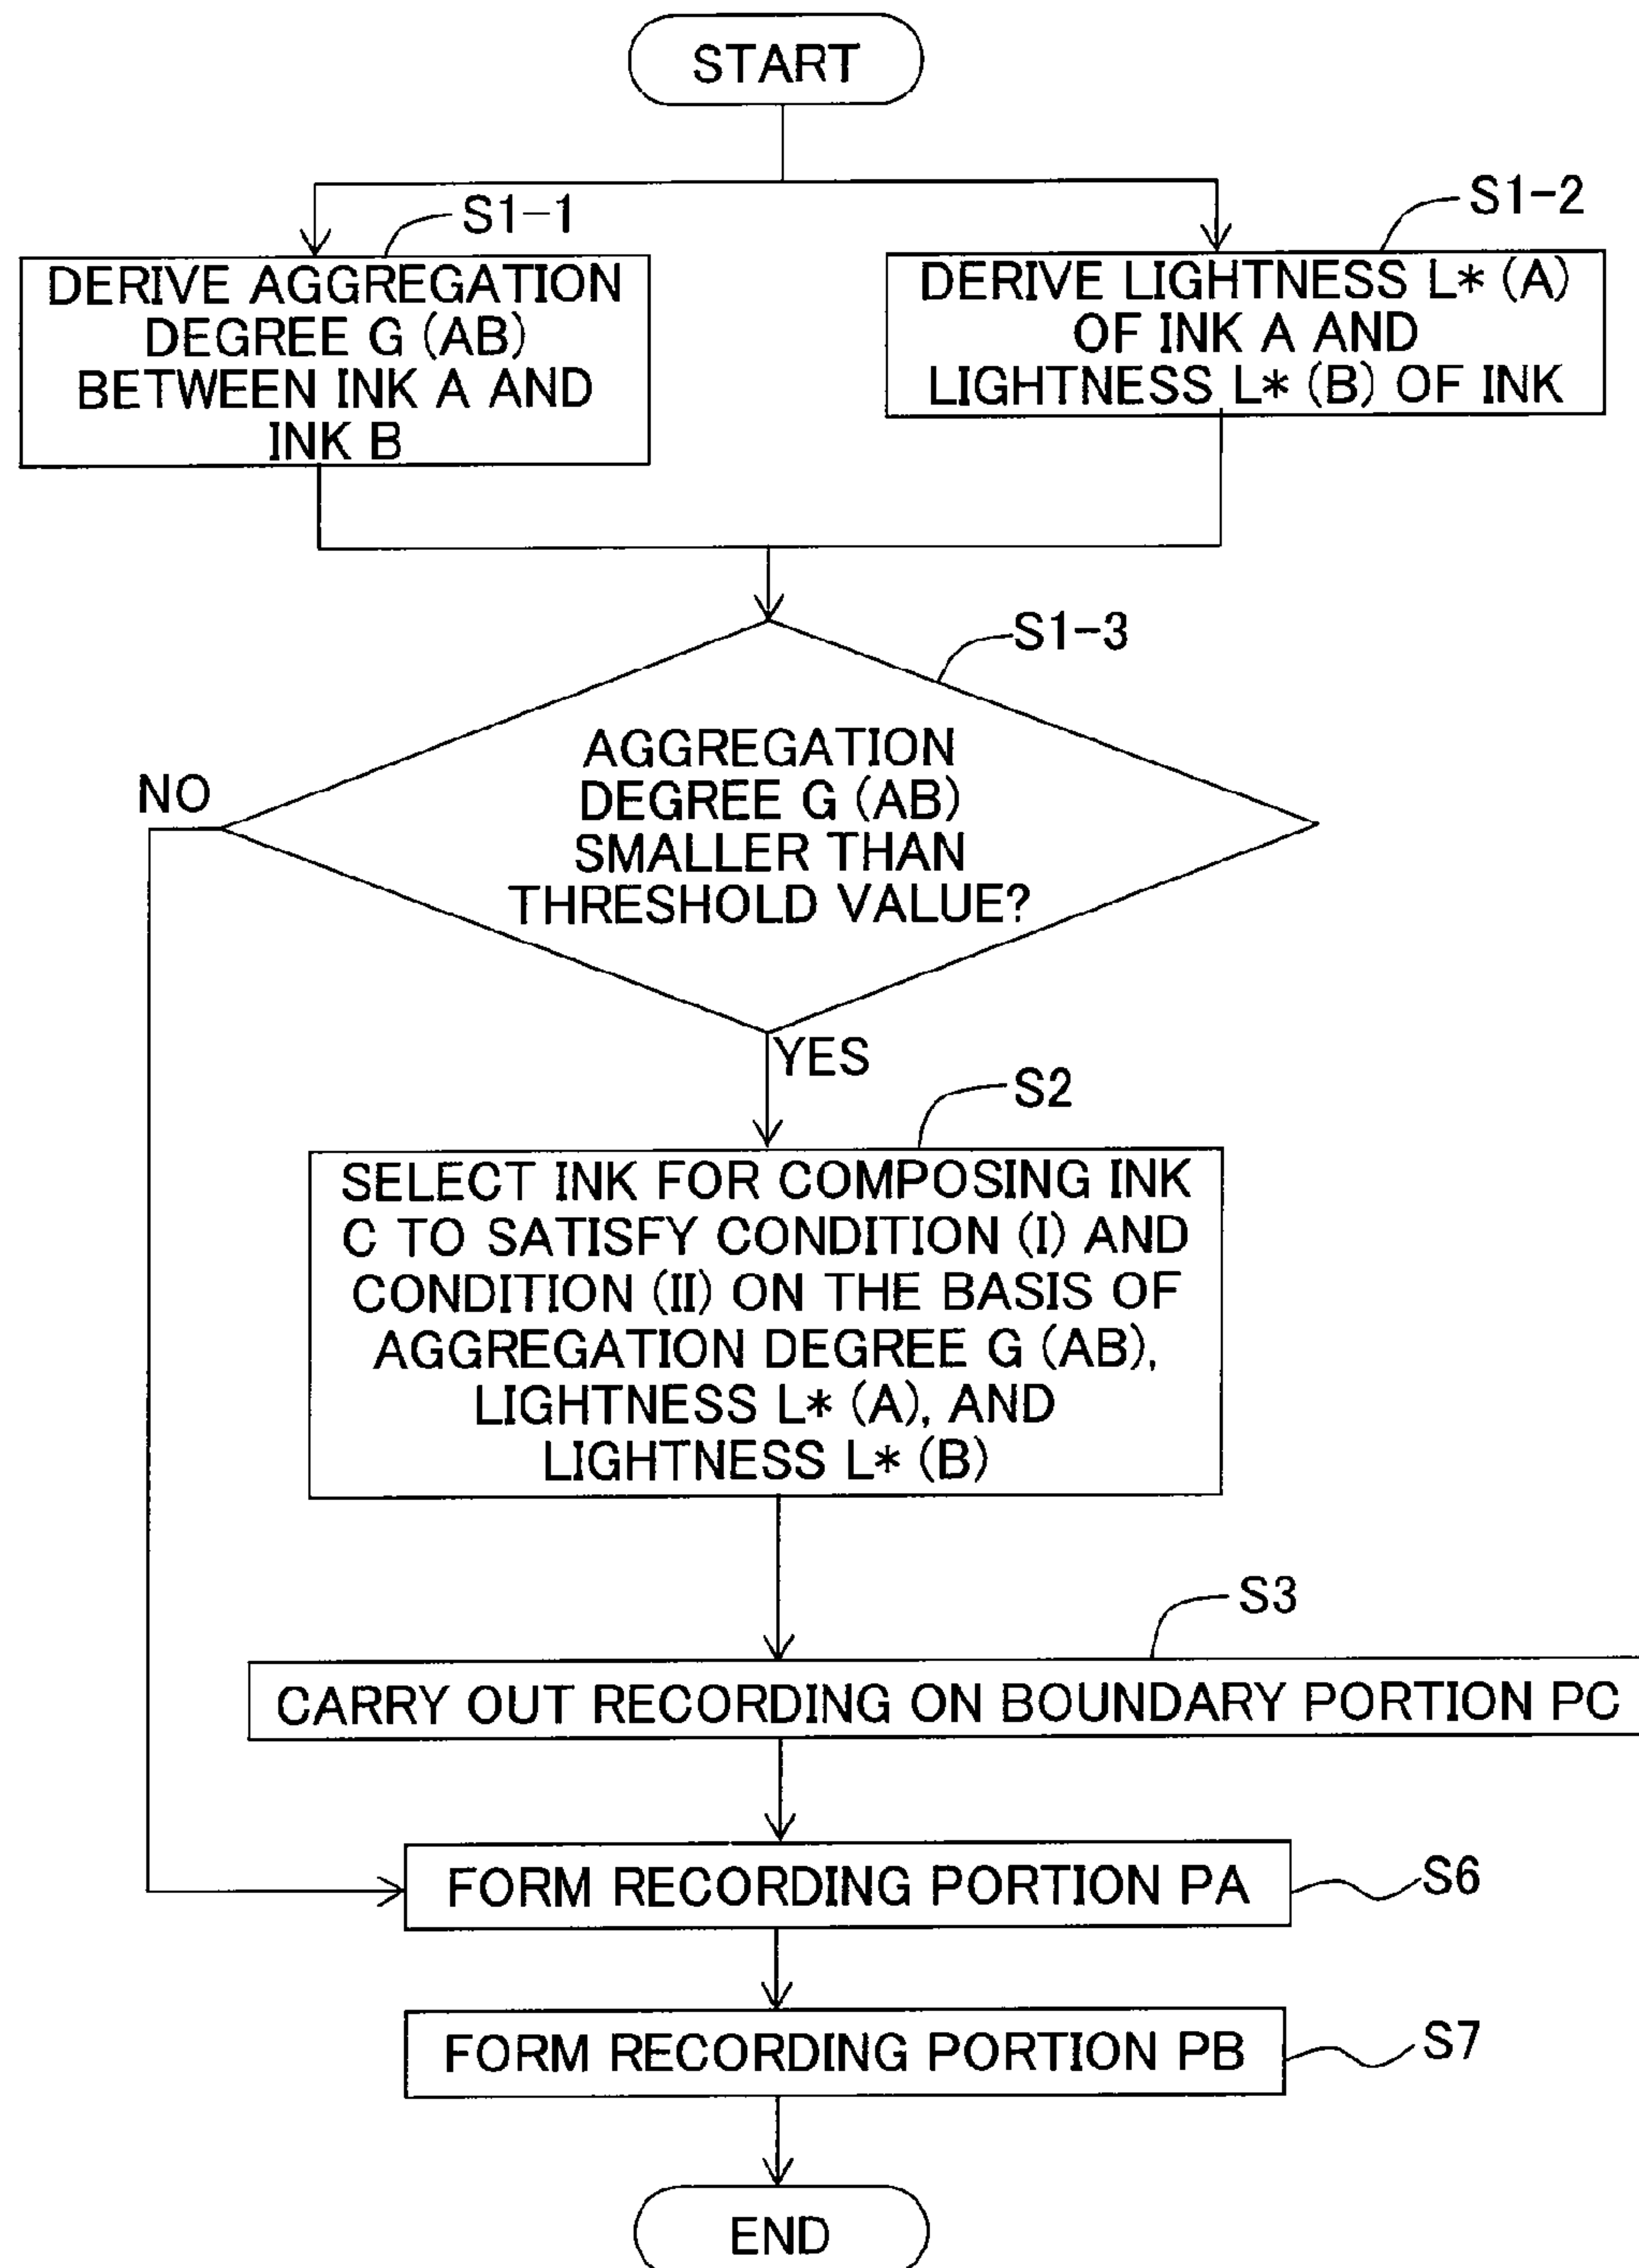 START
S1-1
S1-2
DERIVE AGGREGATION
DEGREE G (AB)
BETWEEN INK A AND
INK B
DERIVE LIGHTNESS L* (A)
OF INK A AND
LIGHTNESS L* (B) OF INK
S1-3
AGGREGATION
DEGREE G (AB)
SMALLER THAN
THRESHOLD VALUE?
NO
YES
S2
SELECT INK FOR COMPOSING INK
C TO SATISFY CONDITION (I) AND
CONDITION (II) ON THE BASIS OF
AGGREGATION DEGREE G (AB),
LIGHTNESS L* (A), AND
LIGHTNESS L* (B)
S3
CARRY OUT RECORDING ON BOUNDARY PORTION PC
FORM RECORDING PORTION PA
S6
FORM RECORDING PORTION PB
S7
END